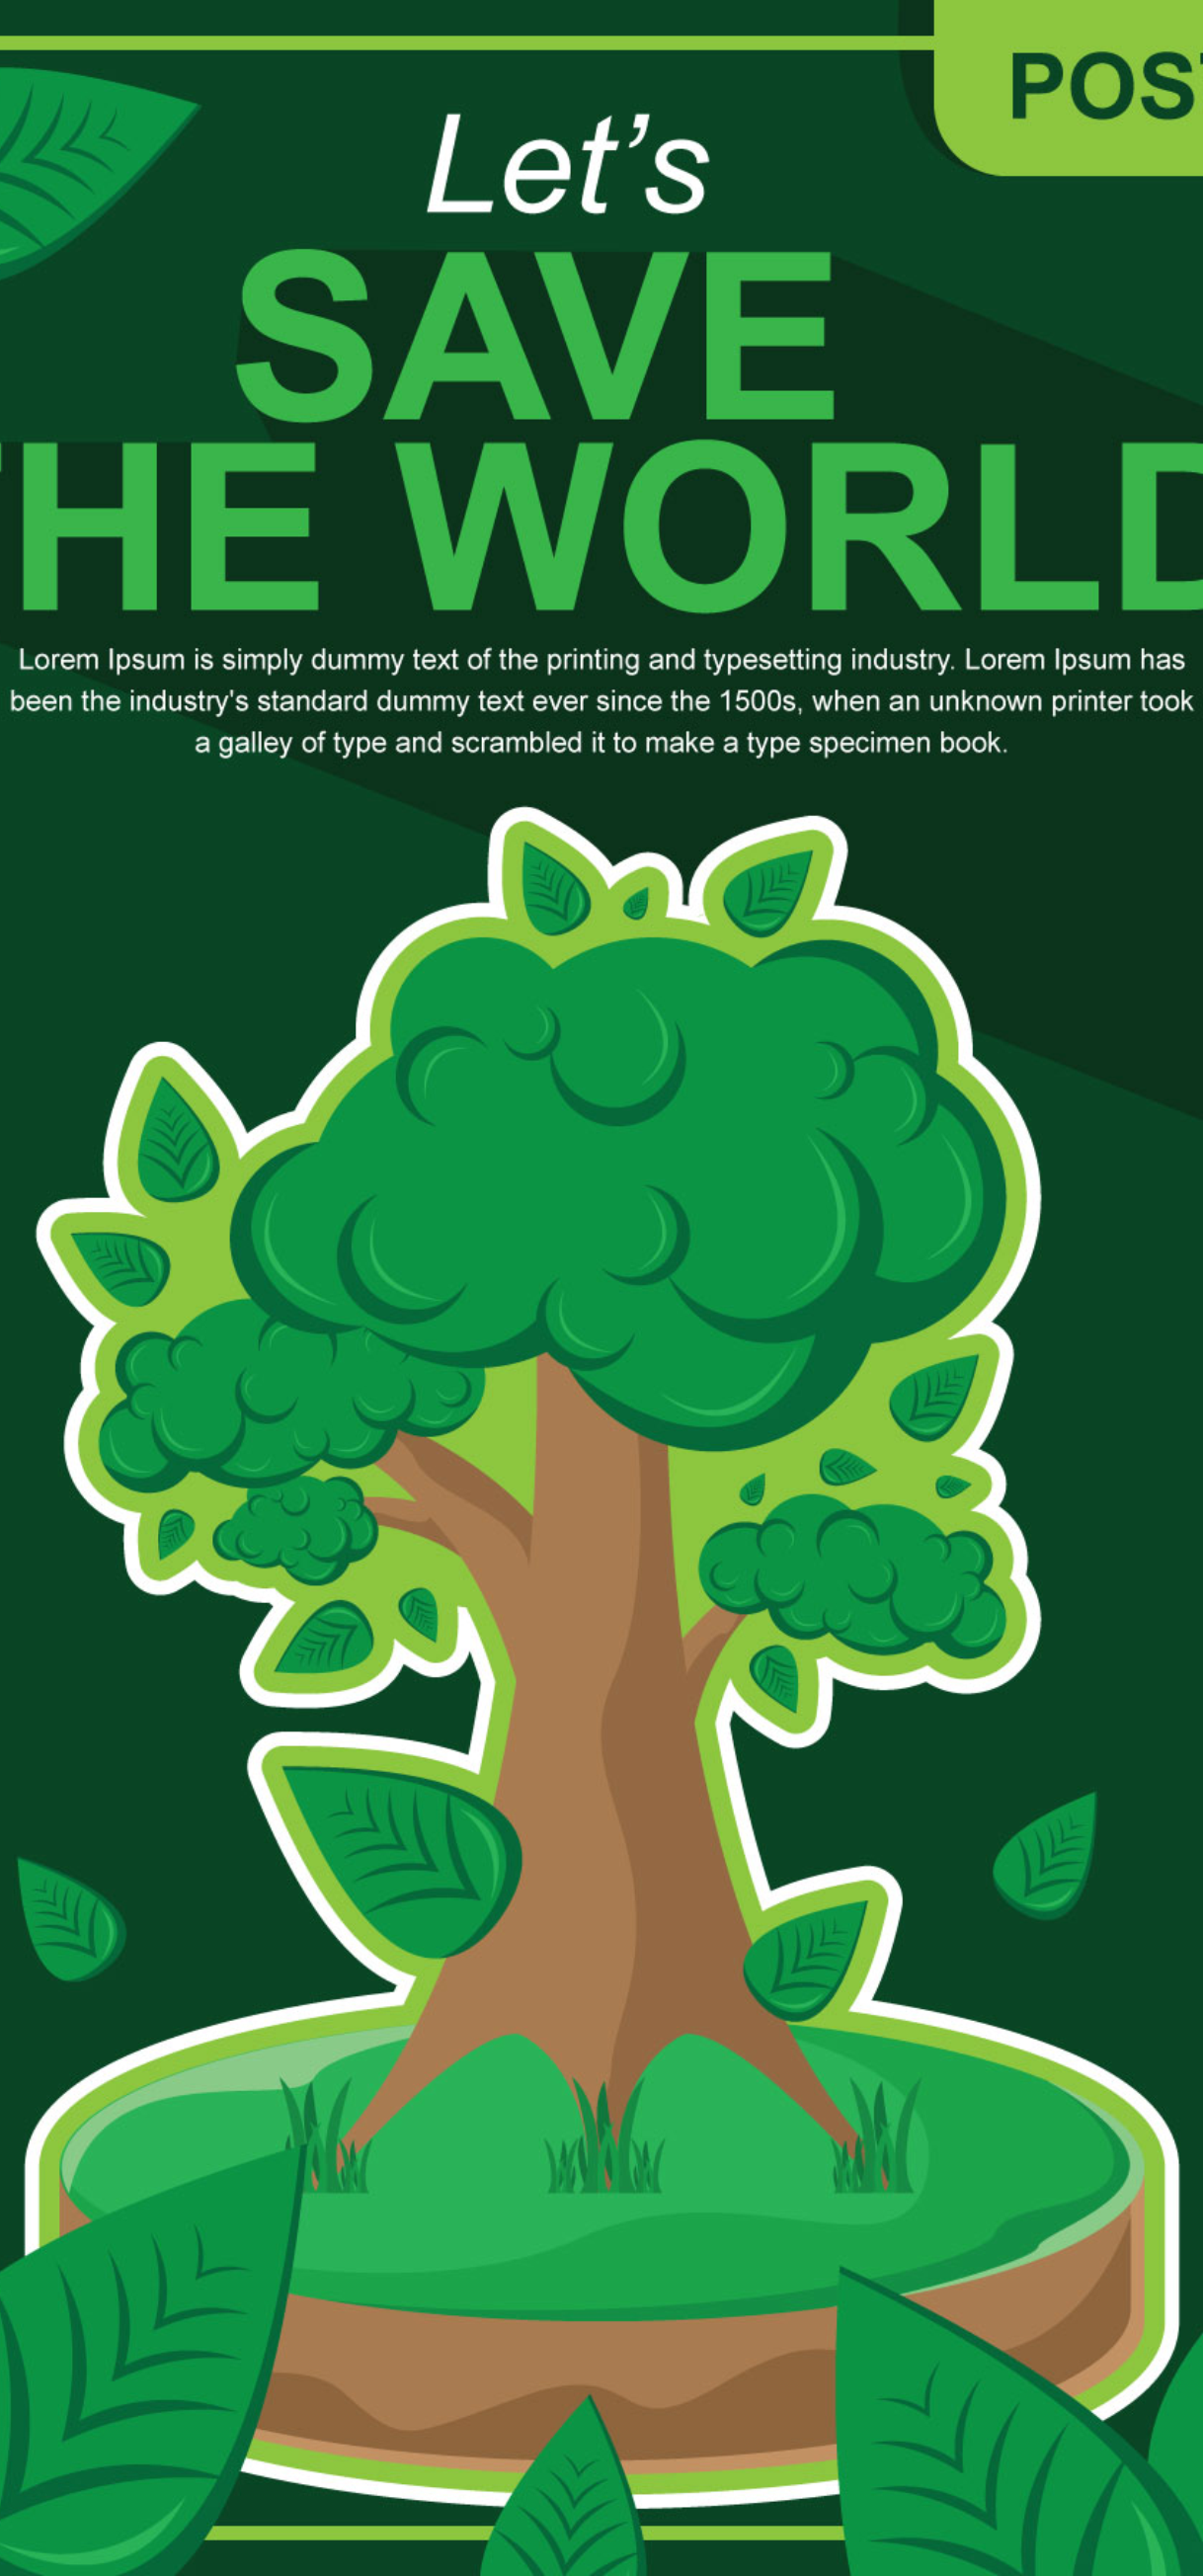 POS
Let's
SAVE
THE WORLD
Lorem Ipsum is simply dummy text of the printing and typesetting industry. Lorem Ipsum has
been the industry's standard dummy text ever since the 1500s, when an unknown printer took
a galley of type and scrambled it to make a type specimen book.